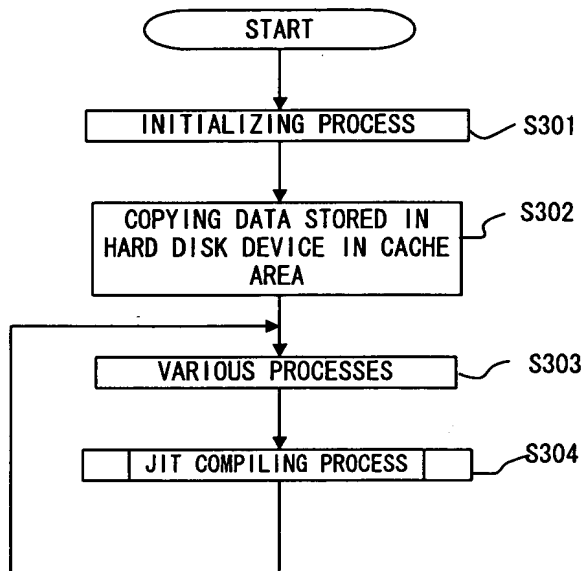 START
INITIALIZING PROCESS
S301
COPYING DATA STORED IN
HARD DISK DEVICE IN CACHE
AREA
S302
VARIOUS PROCESSES
S303
JIT COMPILING PROCESS
S304